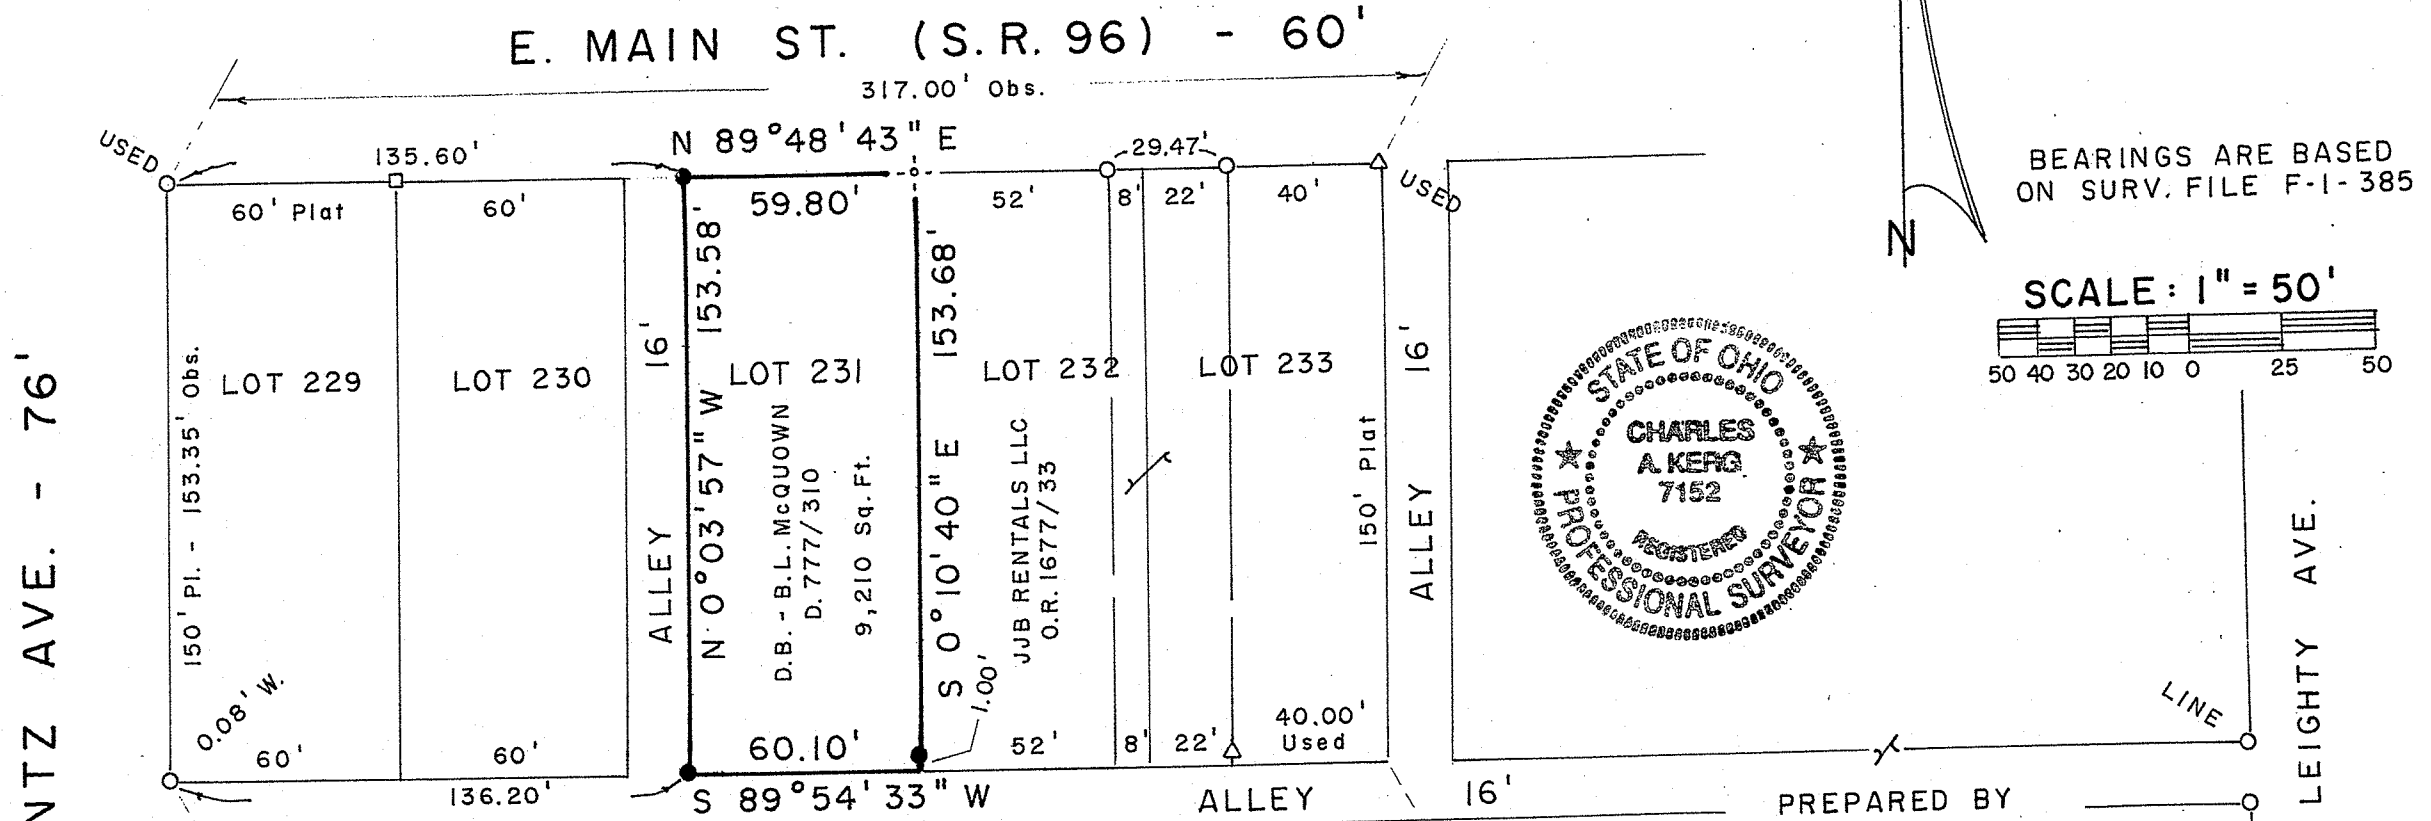 E. MAIN ST. (S.R. 96) - 60'
317.00' Obs.
USED
135.60'
N 89°48'43" E
29.47'
USED
60' Plat
60'
59.80'
52'
8'
22'
40'
BEARINGS ARE BASED
ON SURV. FILE F-1-385
N
SCALE: 1" = 50'
50 40 30 20 10 0 25 50
NTZ AVE. - 76'
150' Pl. - 153.35' Obs.
LOT 229
LOT 230
16'
ALLEY
153.58'
N 0°03'57" W
LOT 231
D.B. - B.L. McQUOWN
D. 777/310
9,210 Sq. Ft.
153.68'
S 0°10'40" E
1.00'
LOT 232
JJB RENTALS LLC
O.R. 1677/33
LOT 233
150' Plat
16'
ALLEY
STATE OF OHIO
CHARLES
A. KERG
7152
REGISTERED
PROFESSIONAL SURVEYOR
LEIGHTY AVE.
LINE
0.08' W.
60'
60'
60.10'
52'
8'
22'
40.00'
Used
136.20'
S 89°54'33" W
ALLEY
16'
PREPARED BY